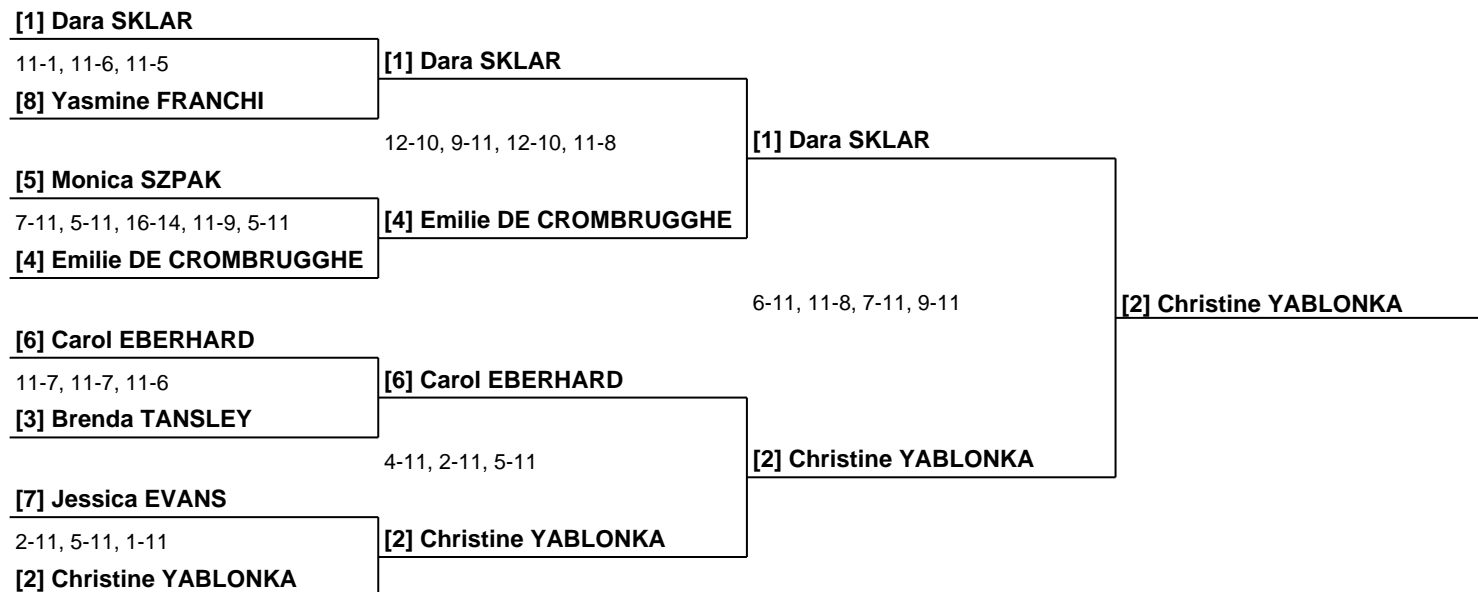 [1] Dara SKLAR
11-1, 11-6, 11-5
[1] Dara SKLAR
[8] Yasmine FRANCHI
12-10, 9-11, 12-10, 11-8
[1] Dara SKLAR
[5] Monica SZPAK
7-11, 5-11, 16-14, 11-9, 5-11
[4] Emilie DE CROMBRUGGHE
[4] Emilie DE CROMBRUGGHE
6-11, 11-8, 7-11, 9-11
[2] Christine YABLONKA
[6] Carol EBERHARD
11-7, 11-7, 11-6
[6] Carol EBERHARD
[3] Brenda TANSLEY
4-11, 2-11, 5-11
[2] Christine YABLONKA
[7] Jessica EVANS
2-11, 5-11, 1-11
[2] Christine YABLONKA
[2] Christine YABLONKA